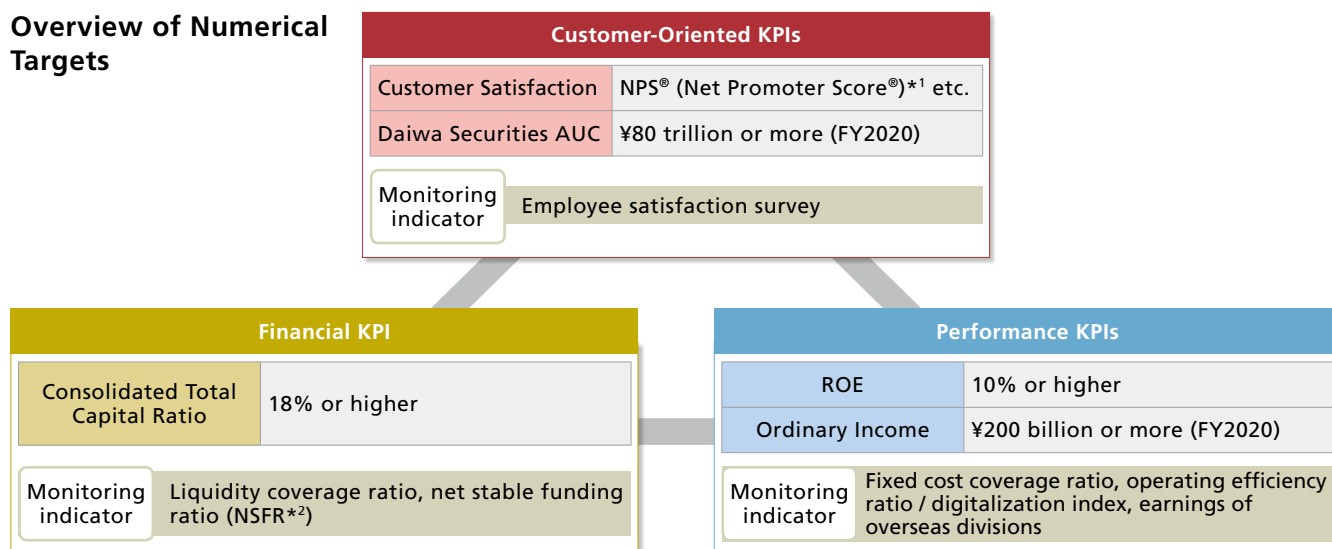 Overview of Numerical
Targets
Customer-Oriented KPIs
Customer Satisfaction NPS® (Net Promoter Score®)*1 etc.
Daiwa Securities AUC ¥80 trillion or more (FY2020)
Monitoring
indicator
Employee satisfaction survey
Financial KPI
Consolidated Total
Capital Ratio
18% or higher
Monitoring
indicator
Liquidity coverage ratio, net stable funding
ratio (NSFR*2)
Performance KPIs
ROE 10% or higher
Ordinary Income ¥200 billion or more (FY2020)
Monitoring
indicator
Fixed cost coverage ratio, operating efficiency
ratio / digitalization index, earnings of
overseas divisions